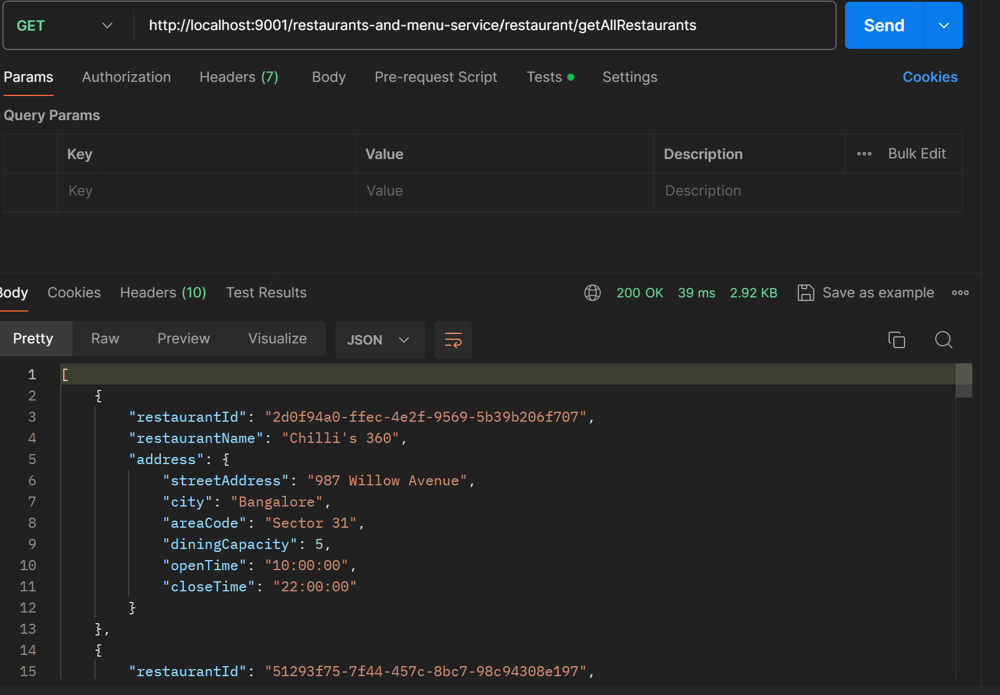 GET http://localhost:9001/restaurants-and-menu-service/restaurant/getAllRestaurants Send
Params Authorization Headers (7) Body Pre-request Script Tests Settings Cookies
Query Params
Key Value Description Bulk Edit
Key Value Description
Body Cookies Headers (10) Test Results 200 OK 39 ms 2.92 KB Save as example
Pretty Raw Preview Visualize JSON
1 [
2 {
3 "restaurantId": "2d0f94a0-ffec-4e2f-9569-5b39b206f707",
4 "restaurantName": "Chilli's 360",
5 "address": {
6 "streetAddress": "987 Willow Avenue",
7 "city": "Bangalore",
8 "areaCode": "Sector 31",
9 "diningCapacity": 5,
10 "openTime": "10:00:00",
11 "closeTime": "22:00:00"
12 }
13 },
14 {
15 "restaurantId": "51293f75-7f44-457c-8bc7-98c94308e197",